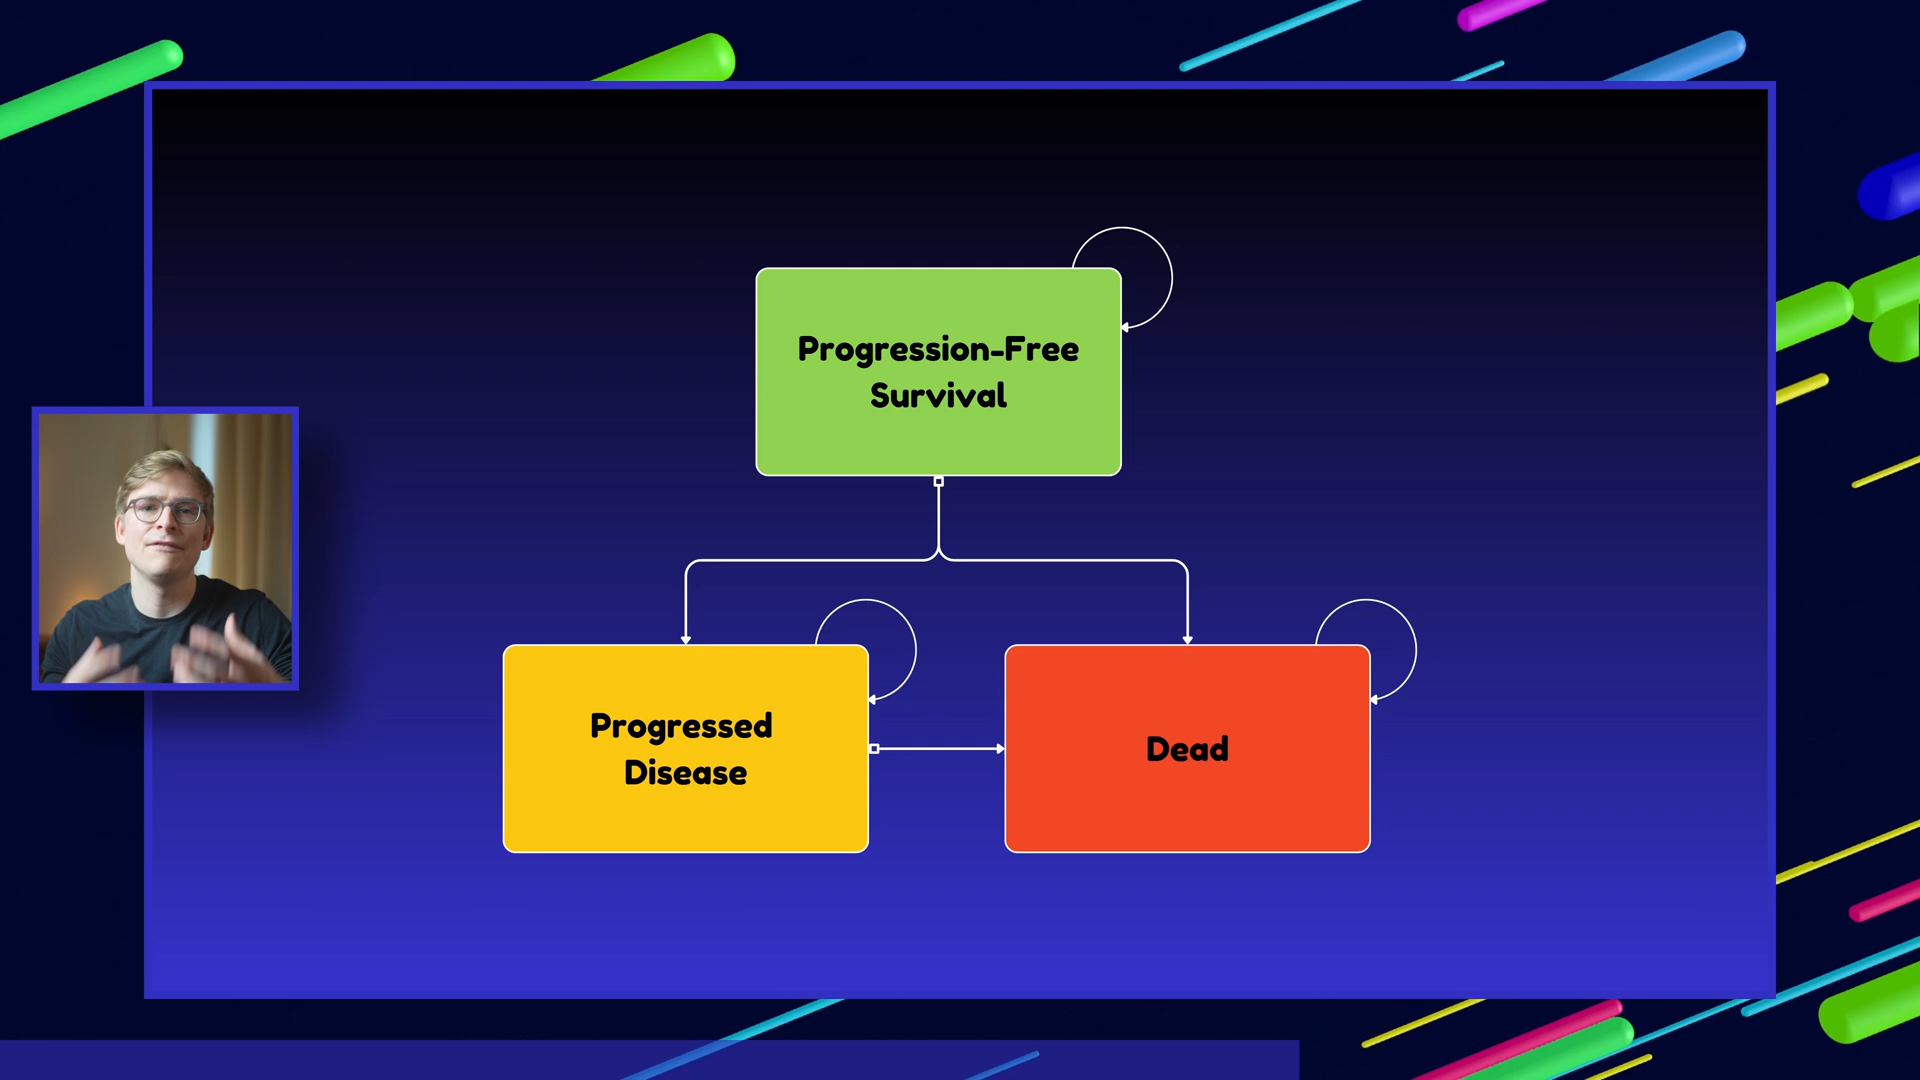 Progression-Free
Survival
Progressed
Disease
Dead